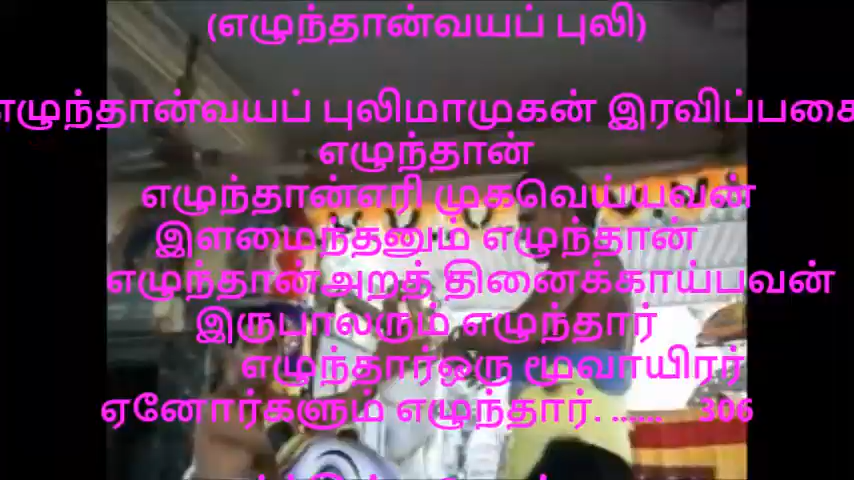 (எழுந்தான்வயப் புலி)
எழுந்தான்வயப் புலிமாமுகன் இரவிப்பகை
எழுந்தான்
எழுந்தான்எரி முகவெய்யவன்
இளமைந்தனும் எழுந்தான்
எழுந்தான்அறத் தினைக்காய்பவன்
இருபாலரும் எழுந்தார்
எழுந்தார்ஒரு மூவாயிரர்
ஏனோர்களும் எழுந்தார். ...... 306